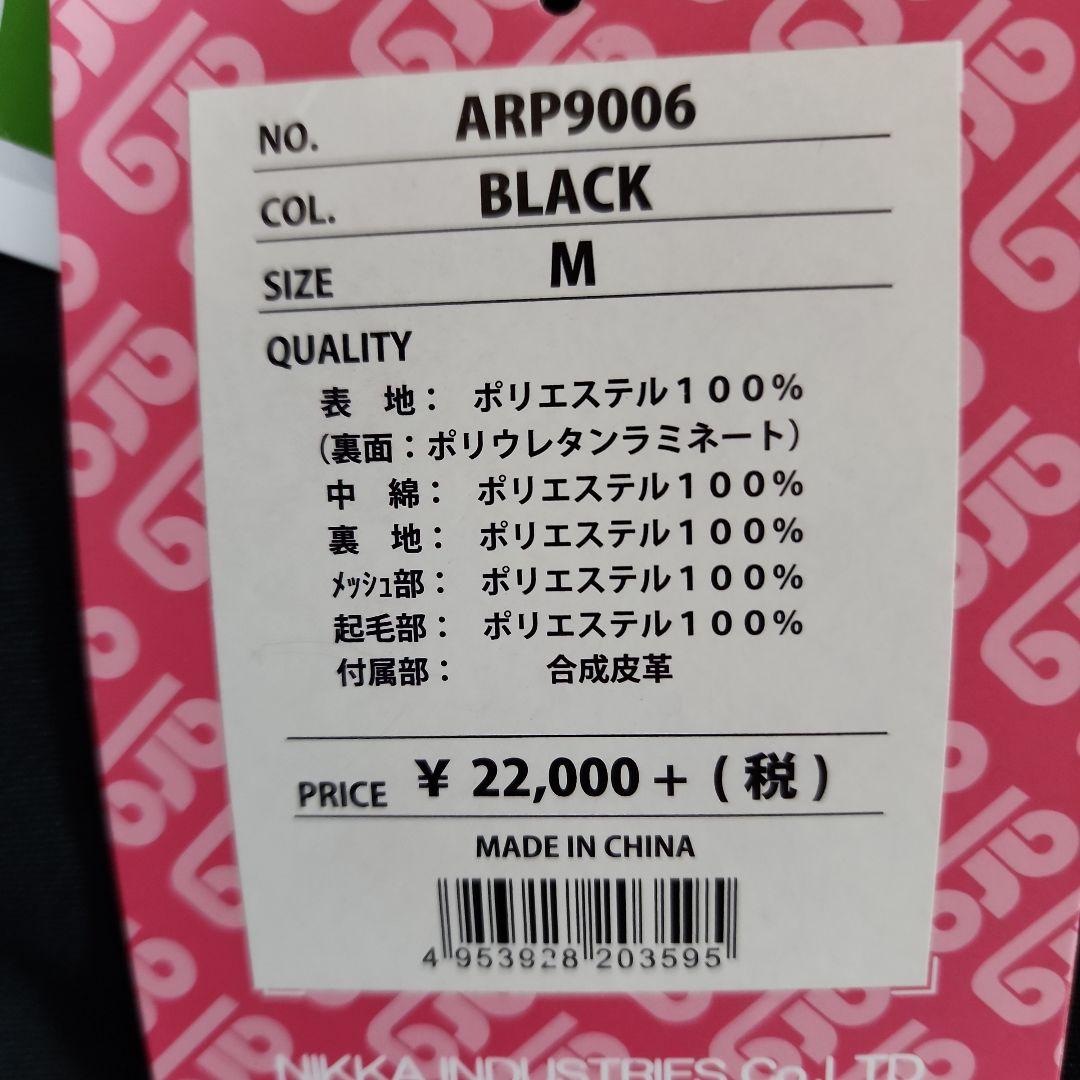 NO. ARP9006
COL. BLACK
SIZE M
QUALITY
表　地： ポリエステル１００％
（裏面：ポリウレタンラミネート）
中　綿： ポリエステル１００％
裏　地： ポリエステル１００％
ﾒｯｼｭ部： ポリエステル１００％
起毛部： ポリエステル１００％
付属部： 合成皮革
PRICE ¥ 22,000 + (税)
MADE IN CHINA
4 953928 203595
NIKKA INDUSTRIES Co.,LTD